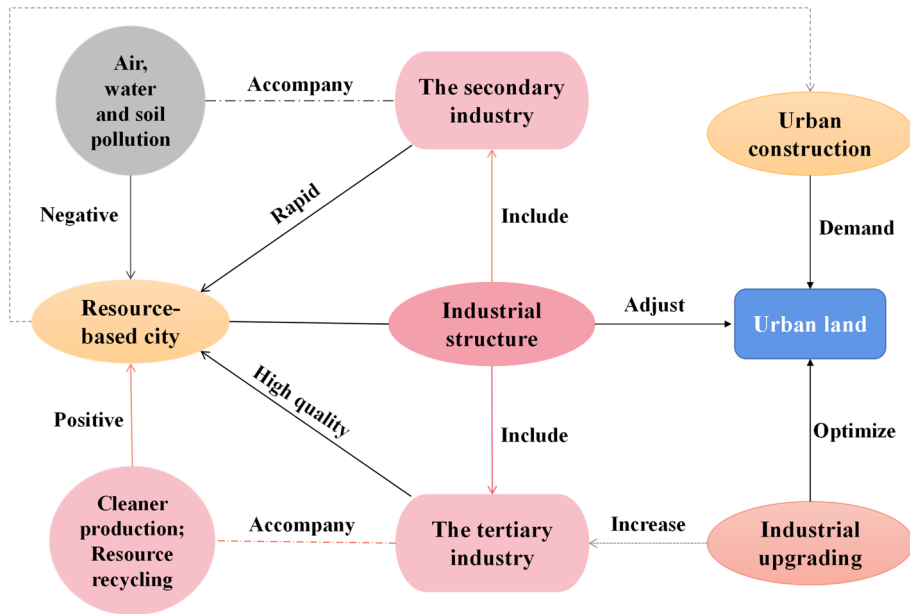 Air,
water
and soil
pollution
Accompany
The secondary
industry
Urban
construction
Negative
Rapid
Include
Demand
Resource-
based city
Industrial
structure
Adjust
Urban land
Positive
High quality
Include
Optimize
Cleaner
production;
Resource
recycling
Accompany
The tertiary
industry
Increase
Industrial
upgrading